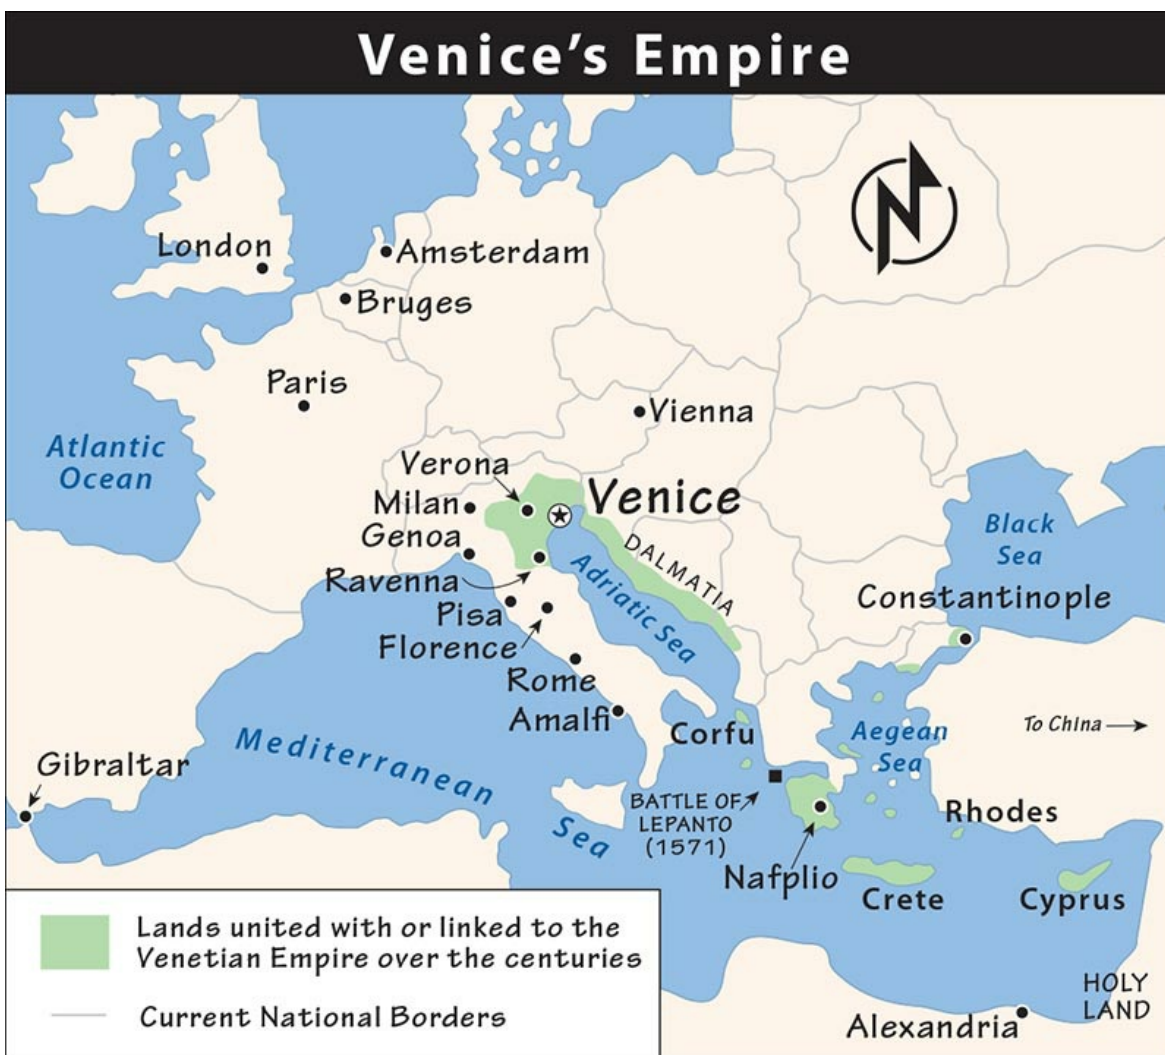 Venice's Empire
N
London
Amsterdam
Bruges
Paris
Vienna
Atlantic
Ocean
Verona
Venice
Milan
Genoa
Ravenna
Pisa
Florence
Rome
Amalfi
DALMATIA
Adriatic Sea
Black
Sea
Constantinople
Corfu
Aegean
Sea
To China
Gibraltar
Mediterranean
Sea
BATTLE OF
LEPANTO
(1571)
Nafplio
Rhodes
Crete
Cyprus
HOLY
LAND
Alexandria
Lands united with or linked to the
Venetian Empire over the centuries
Current National Borders